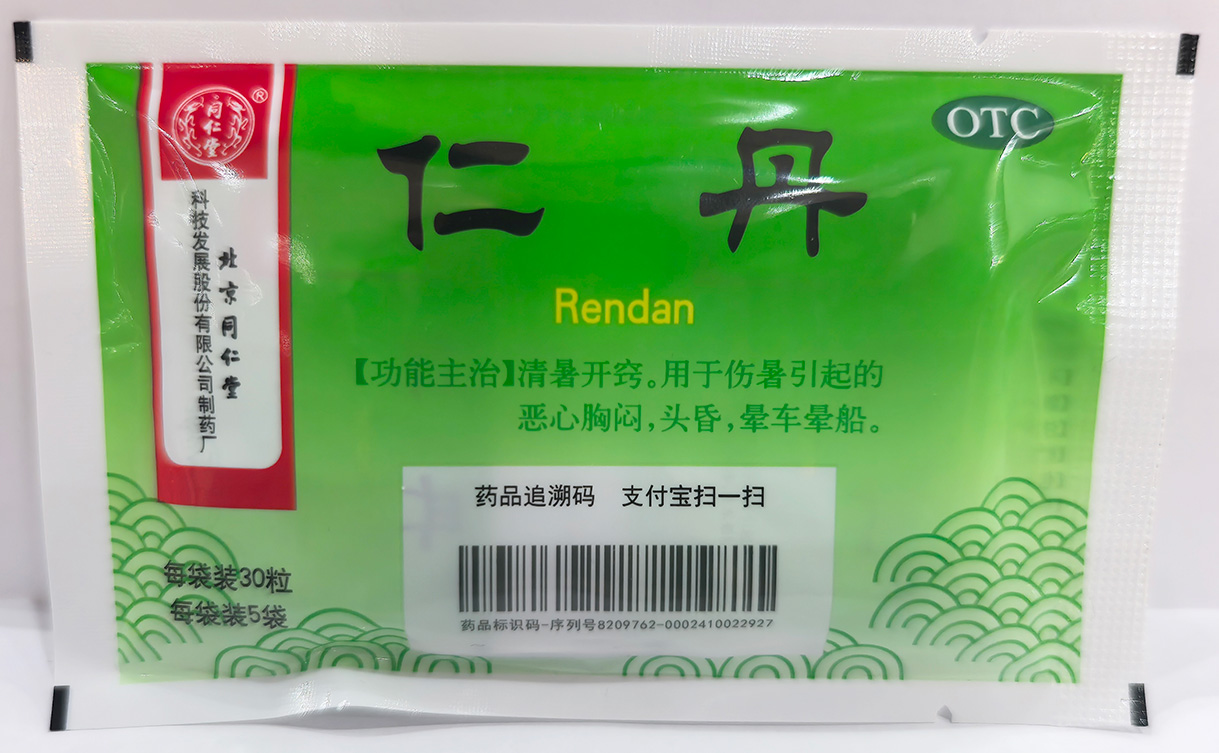 同仁堂
®
北京同仁堂
科技发展股份有限公司制药厂
OTC
仁丹
Rendan
【功能主治】清暑开窍。用于伤暑引起的
恶心胸闷,头昏,晕车晕船。
药品追溯码 支付宝扫一扫
药品标识码-序列号8209762-0002410022927
每袋装30粒
每袋装5袋